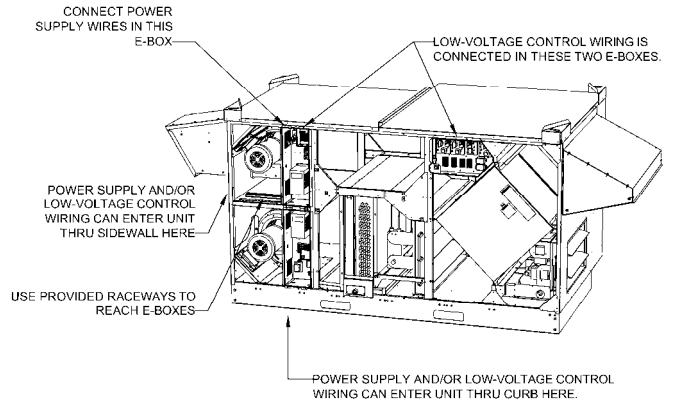 CONNECT POWER
SUPPLY WIRES IN THIS
E-BOX
LOW-VOLTAGE CONTROL WIRING IS
CONNECTED IN THESE TWO E-BOXES.
POWER SUPPLY AND/OR
LOW-VOLTAGE CONTROL
WIRING CAN ENTER UNIT
THRU SIDEWALL HERE
USE PROVIDED RACEWAYS TO
REACH E-BOXES
POWER SUPPLY AND/OR LOW-VOLTAGE CONTROL
WIRING CAN ENTER UNIT THRU CURB HERE.